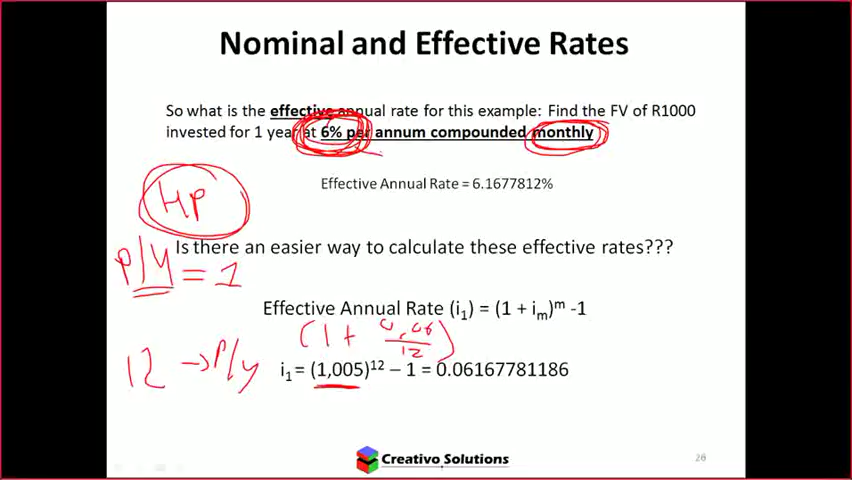 Nominal and Effective Rates
So what is the effective annual rate for this example: Find the FV of R1000
invested for 1 year at 6% per annum compounded monthly
Effective Annual Rate = 6.1677812%
HP
Is there an easier way to calculate these effective rates???
P/Y = 1
Effective Annual Rate (i₁) = (1 + iₘ)ᵐ -1
(1 + 0,06/12)
12 → P/y
i₁ = (1,005)¹² – 1 = 0.06167781186
Creativo Solutions
20